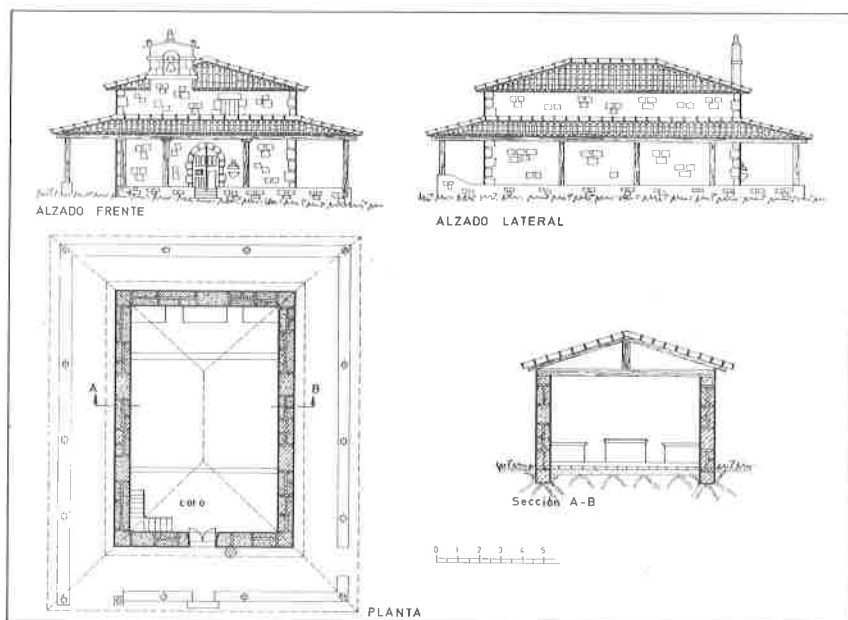 ALZADO FRENTE
ALZADO LATERAL
A
B
coro
Sección A-B
0 1 2 3 4 5
PLANTA